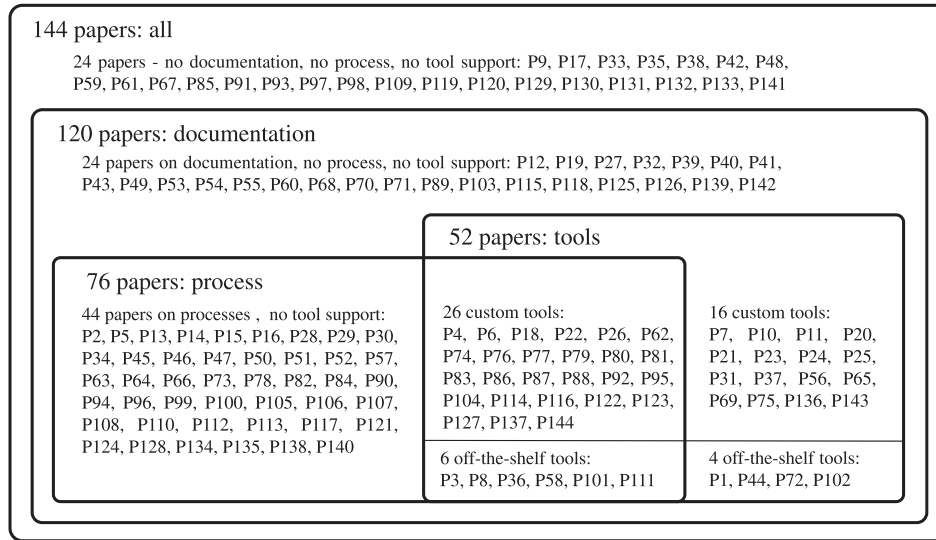 144 papers: all
24 papers - no documentation, no process, no tool support: P9, P17, P33, P35, P38, P42, P48,
P59, P61, P67, P85, P91, P93, P97, P98, P109, P119, P120, P129, P130, P131, P132, P133, P141
120 papers: documentation
24 papers on documentation, no process, no tool support: P12, P19, P27, P32, P39, P40, P41,
P43, P49, P53, P54, P55, P60, P68, P70, P71, P89, P103, P115, P118, P125, P126, P139, P142
52 papers: tools
76 papers: process
44 papers on processes , no tool support:
P2, P5, P13, P14, P15, P16, P28, P29, P30,
P34, P45, P46, P47, P50, P51, P52, P57,
P63, P64, P66, P73, P78, P82, P84, P90,
P94, P96, P99, P100, P105, P106, P107,
P108, P110, P112, P113, P117, P121,
P124, P128, P134, P135, P138, P140
26 custom tools:
P4, P6, P18, P22, P26, P62,
P74, P76, P77, P79, P80, P81,
P83, P86, P87, P88, P92, P95,
P104, P114, P116, P122, P123,
P127, P137, P144
6 off-the-shelf tools:
P3, P8, P36, P58, P101, P111
16 custom tools:
P7, P10, P11, P20,
P21, P23, P24, P25,
P31, P37, P56, P65,
P69, P75, P136, P143
4 off-the-shelf tools:
P1, P44, P72, P102